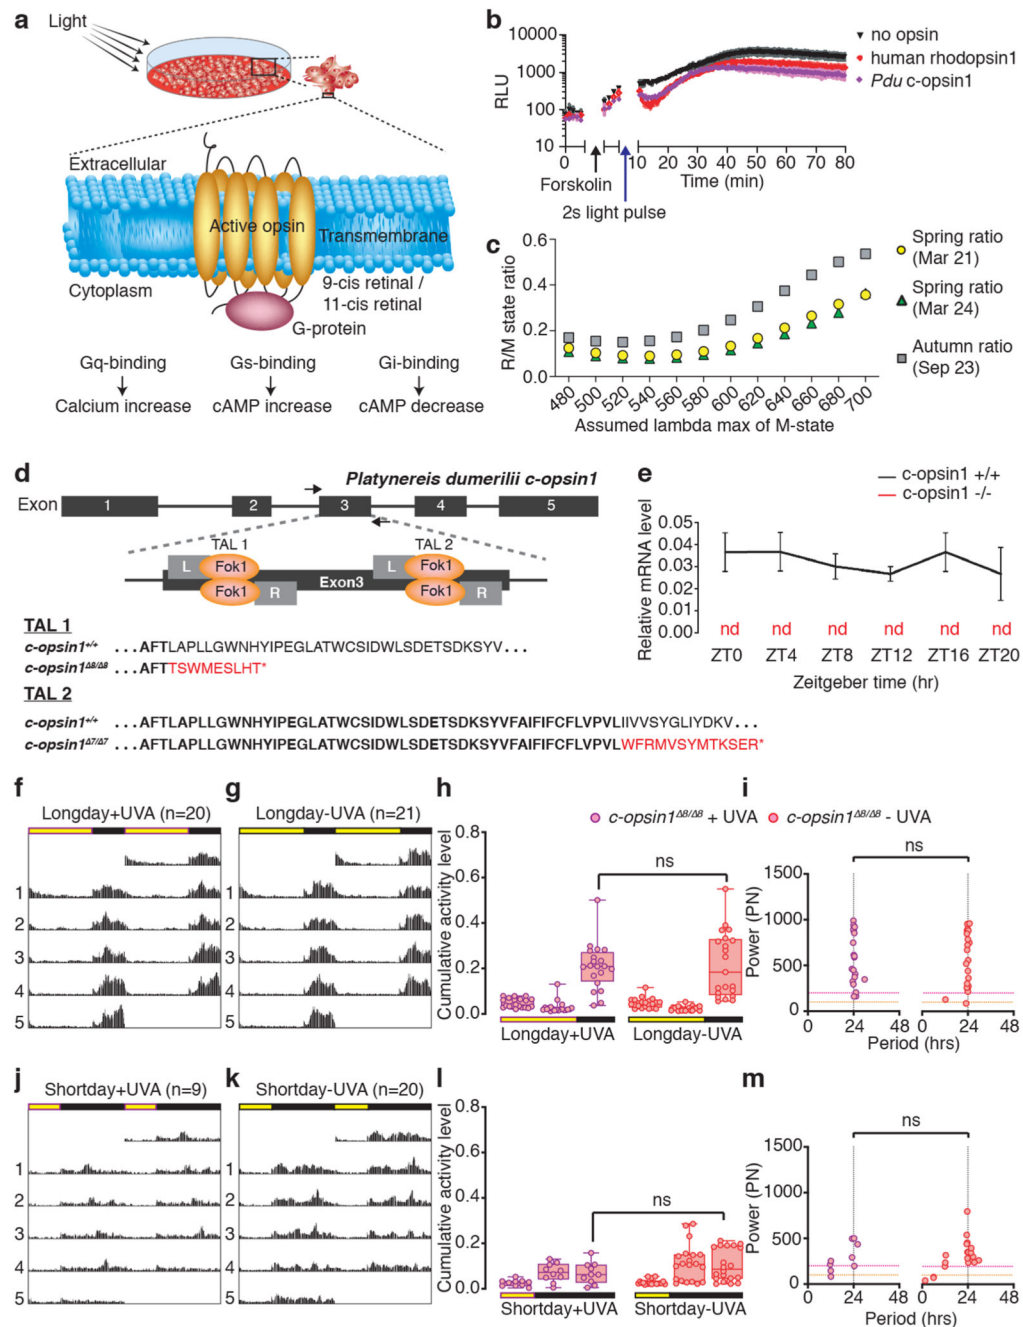 a
Light
Extracellular
Active opsin
Transmembrane
Cytoplasm
9-cis retinal /
11-cis retinal
G-protein
Gq-binding
Gs-binding
Gi-binding
Calcium increase
cAMP increase
cAMP decrease
b
10000
1000
100
10
RLU
0
10 20 30 40 50 60 70 80
Time (min)
Forskolin
2s light pulse
no opsin
human rhodopsin1
Pdu c-opsin1
c
0.6
0.2
0.0
R/M state ratio
480 500 520 540 560 580 600 620 640 660 680 700
Assumed lambda max of M-state
Spring ratio
(Mar 21)
Spring ratio
(Mar 24)
Autumn ratio
(Sep 23)
d
Platynereis dumerilii c-opsin1
Exon 1 2 3 4 5
TAL 1 TAL 2
L Fok1 L Fok1
Exon3
Fok1 R Fok1 R
TAL 1
c-opsin1+/+ ...AFTLAPLLGWNHYIPEGLATWCSIDWLSDETSDKSYV...
c-opsin1Δ8/Δ8 ...AFTTSWMESLHT*
TAL 2
c-opsin1+/+ ...AFTLAPLLGWNHYIPEGLATWCSIDWLSDETSDKSYVFAIFIFCFLVPVLIIVVSYGLIYDKV...
c-opsin1Δ7/Δ7 ...AFTLAPLLGWNHYIPEGLATWCSIDWLSDETSDKSYVFAIFIFCFLVPVLWFRMVSYMTKSER*
e
c-opsin1 +/+
c-opsin1 -/-
0.05
0.04
0.03
0.02
0.01
0.00
Relative mRNA level
nd nd nd nd nd nd
ZT0 ZT4 ZT8 ZT12 ZT16 ZT20
Zeitgeber time (hr)
f
Longday+UVA (n=20)
1
2
3
4
5
g
Longday-UVA (n=21)
1
2
3
4
5
h
c-opsin1Δ8/Δ8 + UVA
c-opsin1Δ8/Δ8 - UVA
0.8
0.6
0.4
0.2
0.0
Cumulative activity level
ns
Longday+UVA Longday-UVA
i
ns
1500
1000
500
0
Power (PN)
0 24 48 0 24 48
Period (hrs)
j
Shortday+UVA (n=9)
1
2
3
4
5
k
Shortday-UVA (n=20)
1
2
3
4
5
l
0.8
0.6
0.4
0.2
0.0
Cumulative activity level
ns
Shortday+UVA Shortday-UVA
m
ns
1500
1000
500
0
Power (PN)
0 24 48 0 24 48
Period (hrs)